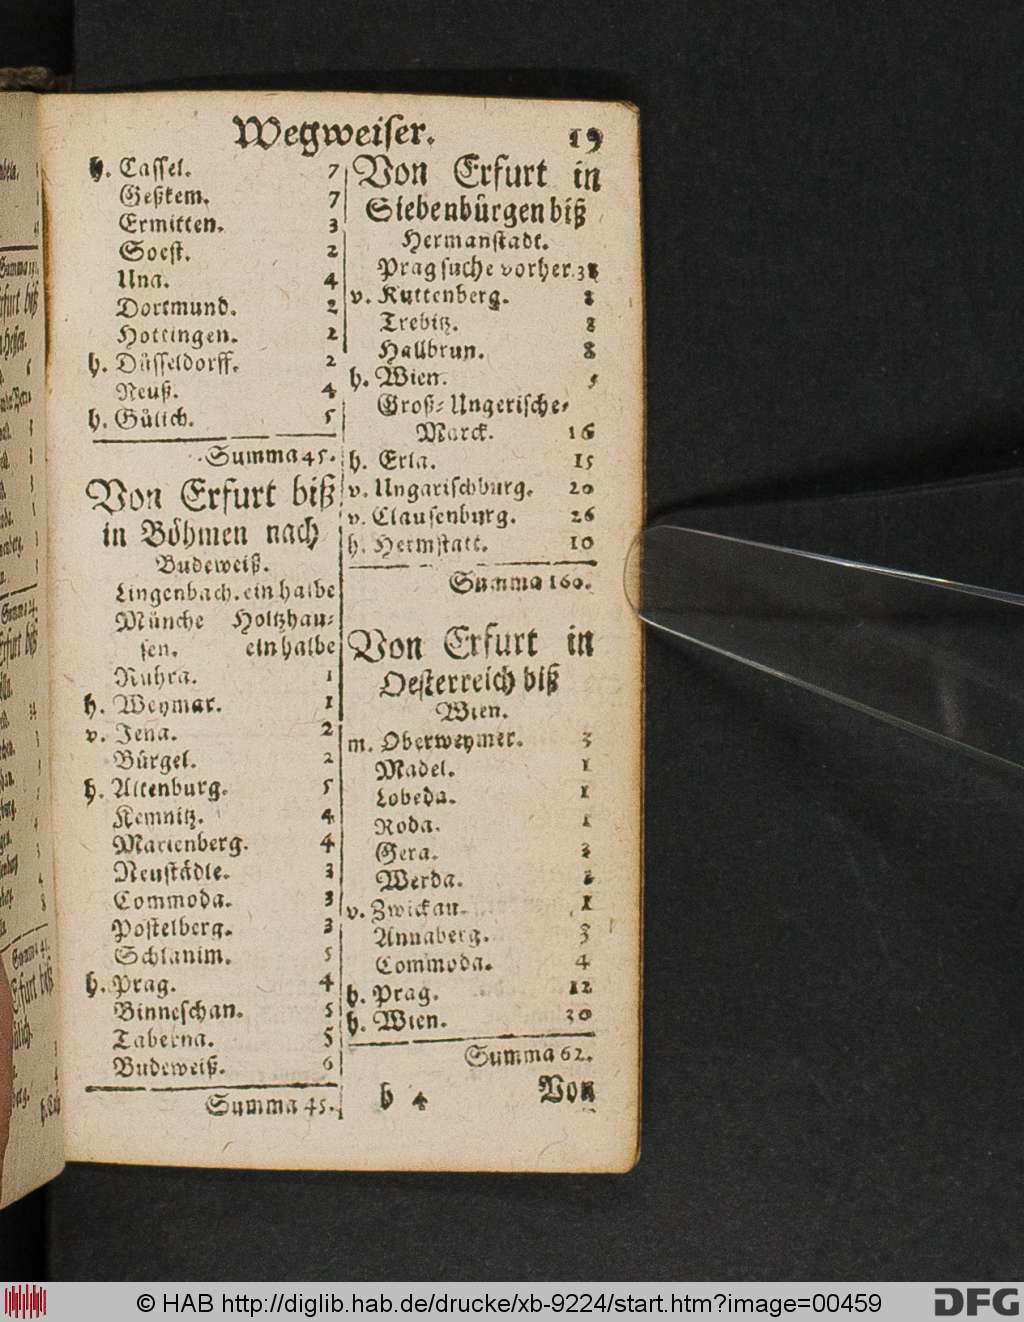 Wegweiser. 19
h. Cassel. 7
Geßkem. 7
Ermitten. 3
Soest. 2
Una. 4
Dortmund. 2
Hottingen. 2
h. Düsseldorff. 2
Neuß. 4
h. Gülich. 5
Summa 45.
Von Erfurt biß
in Böhmen nach
Budeweiß.
Lingenbach. ein halbe
Münche Holtzhau-
sen. ein halbe
Nuhra. 1
h. Weymar. 1
v. Jena. 2
Bürgel. 2
h. Altenburg. 5
Kemnitz. 4
Marienberg. 4
Neustädle. 3
Commoda. 3
Postelberg. 3
Schlanim. 5
h. Prag. 4
Binneschan. 5
Taberna. 5
Budeweiß. 6
Summa 45.
Von Erfurt in
Siebenbürgen biß
Hermanstadt.
Prag suche vorher. 31
v. Kuttenberg. 8
Trebitz. 8
Hallbrun. 8
h. Wien. 5
Groß-Ungerische-
Marck. 16
h. Erla. 15
v. Ungarischburg. 20
v. Clausenburg. 26
h. Hermstatt. 10
Summa 160.
Von Erfurt in
Oesterreich biß
Wien.
m. Oberweymer. 3
Madel. 1
Lobeda. 1
Roda. 1
Gera.
Werda.
v. Zwickau. 1
Annaberg. 3
Commoda. 4
h. Prag. 12
h. Wien. 30
Summa 62.
b 4 Von
© HAB http://diglib.hab.de/drucke/xb-9224/start.htm?image=00459
DFG